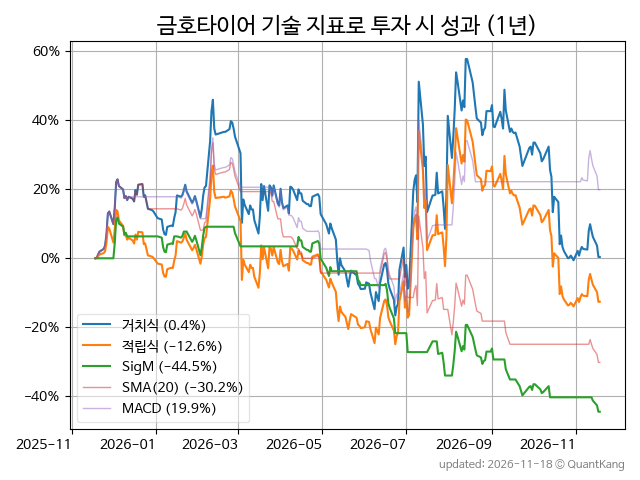 금호타이어 기술 지표로 투자 시 성과 (1년)
60%
40%
20%
0%
−20%
−40%
거치식 (0.4%)
적립식 (−12.6%)
SigM (−44.5%)
SMA(20) (−30.2%)
MACD (19.9%)
2025-11 2026-01 2026-03 2026-05 2026-07 2026-09 2026-11
updated: 2026-11-18 © QuantKang